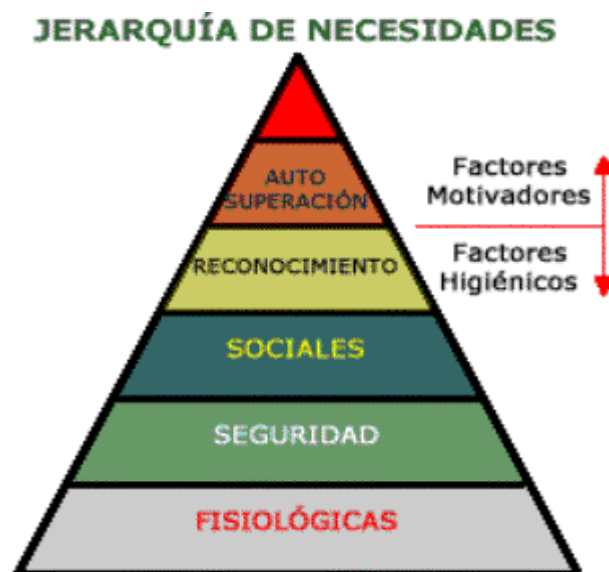 JERARQUÍA DE NECESIDADES
AUTO
SUPERACIÓN
Factores
Motivadores
RECONOCIMIENTO
Factores
Higiénicos
SOCIALES
SEGURIDAD
FISIOLÓGICAS